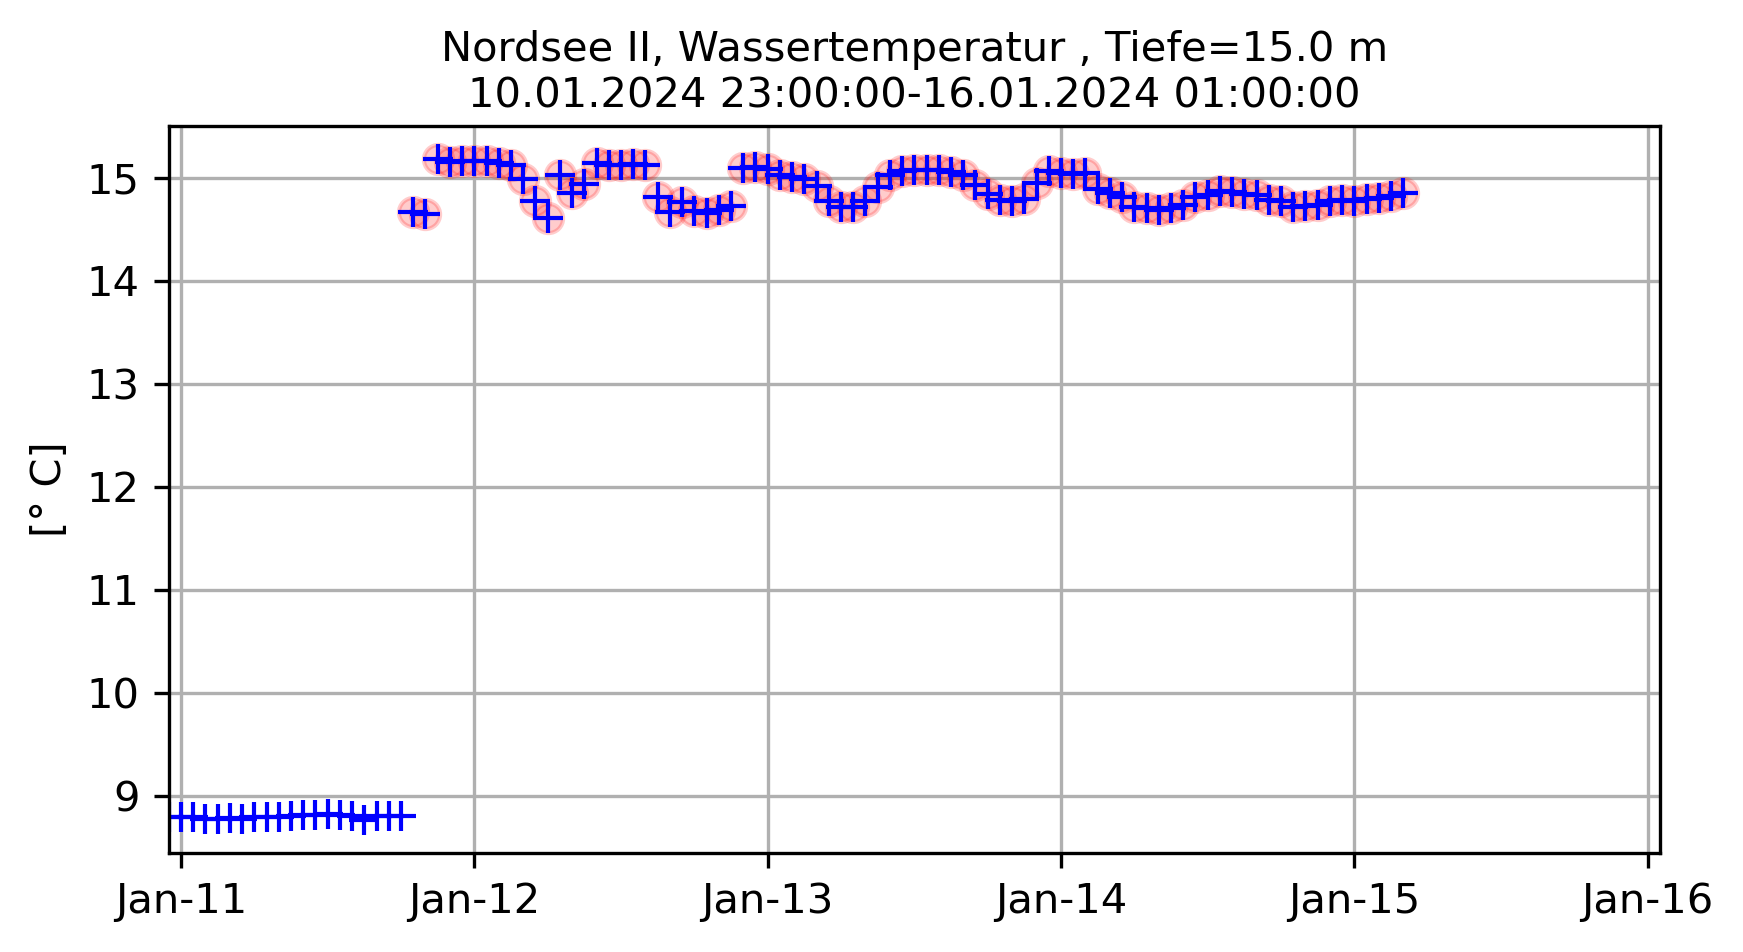 Nordsee II, Wassertemperatur , Tiefe=15.0 m
10.01.2024 23:00:00-16.01.2024 01:00:00
[° C]
15
14
13
12
11
10
9
Jan-11 Jan-12 Jan-13 Jan-14 Jan-15 Jan-16